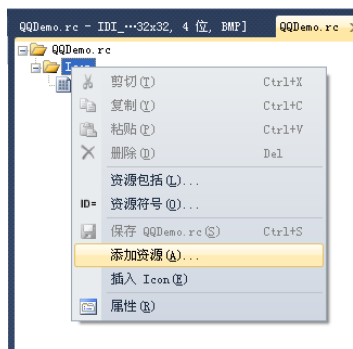 QQDemo.rc - IDI_...32x32, 4 位, BMP] QQDemo.rc
QQDemo.rc
Icon
剪切(T) Ctrl+X
复制(C) Ctrl+C
粘贴(P) Ctrl+V
删除(D) Del
资源包括(L)...
ID= 资源符号(O)...
保存 QQDemo.rc(S) Ctrl+S
添加资源(A)...
插入 Icon(E)
属性(R)